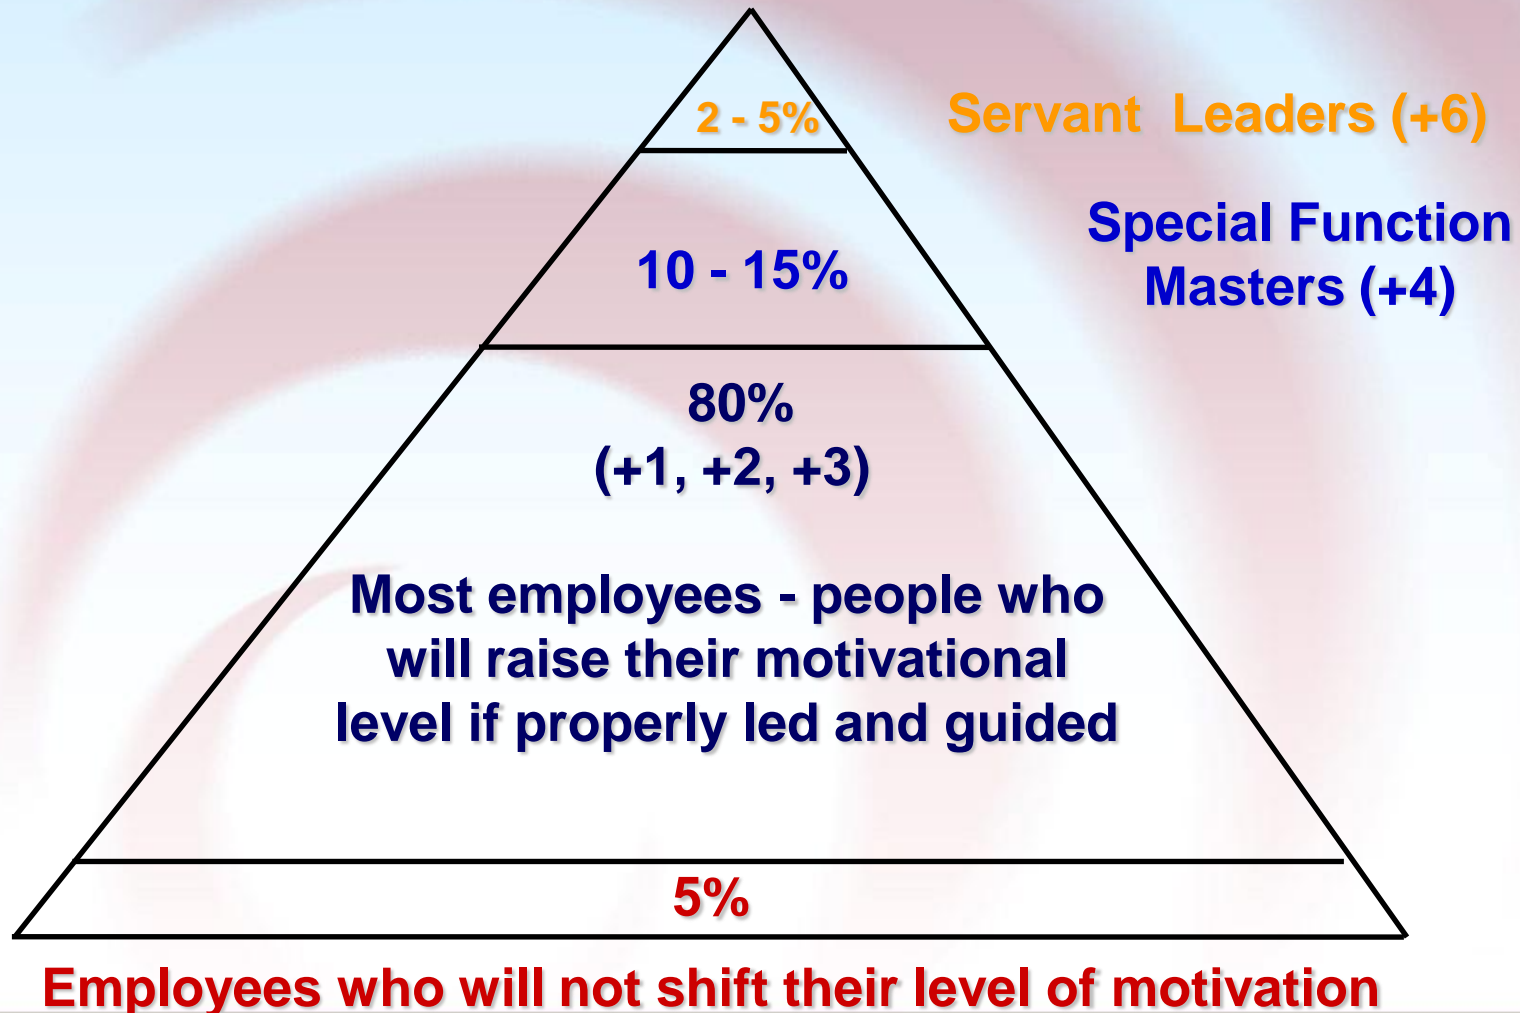 2 - 5%
Servant Leaders (+6)
Special Function
Masters (+4)
10 - 15%
80%
(+1, +2, +3)
Most employees - people who
will raise their motivational
level if properly led and guided
5%
Employees who will not shift their level of motivation